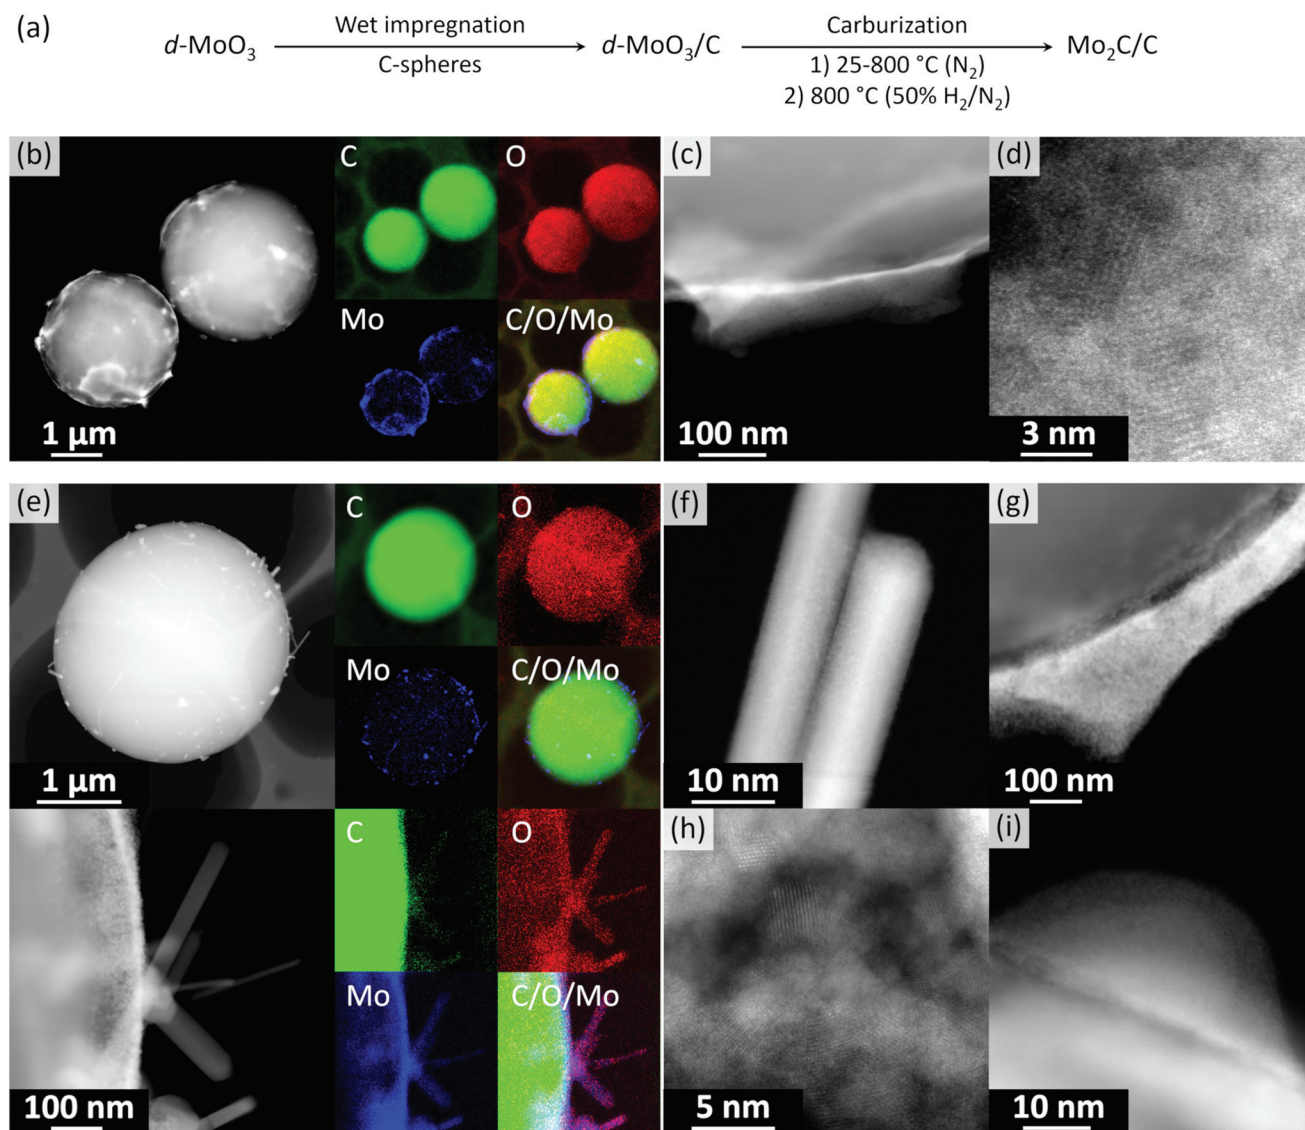 (a)
d-MoO₃
Wet impregnation
C-spheres
d-MoO₃/C
Carburization
1) 25-800 °C (N₂)
2) 800 °C (50% H₂/N₂)
Mo₂C/C
(b)
1 μm
C
O
Mo
C/O/Mo
(c)
100 nm
(d)
3 nm
(e)
1 μm
C
O
Mo
C/O/Mo
100 nm
C
O
Mo
C/O/Mo
(f)
10 nm
(g)
100 nm
(h)
5 nm
(i)
10 nm